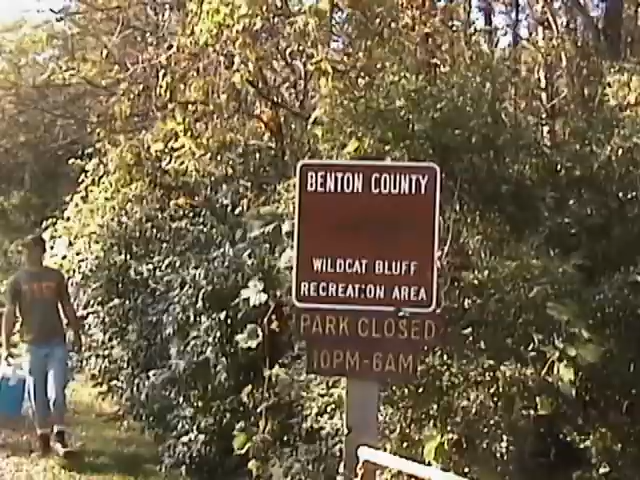 BENTON COUNTY
WILDCAT BLUFF
RECREATION AREA
PARK CLOSED
10PM-6AM